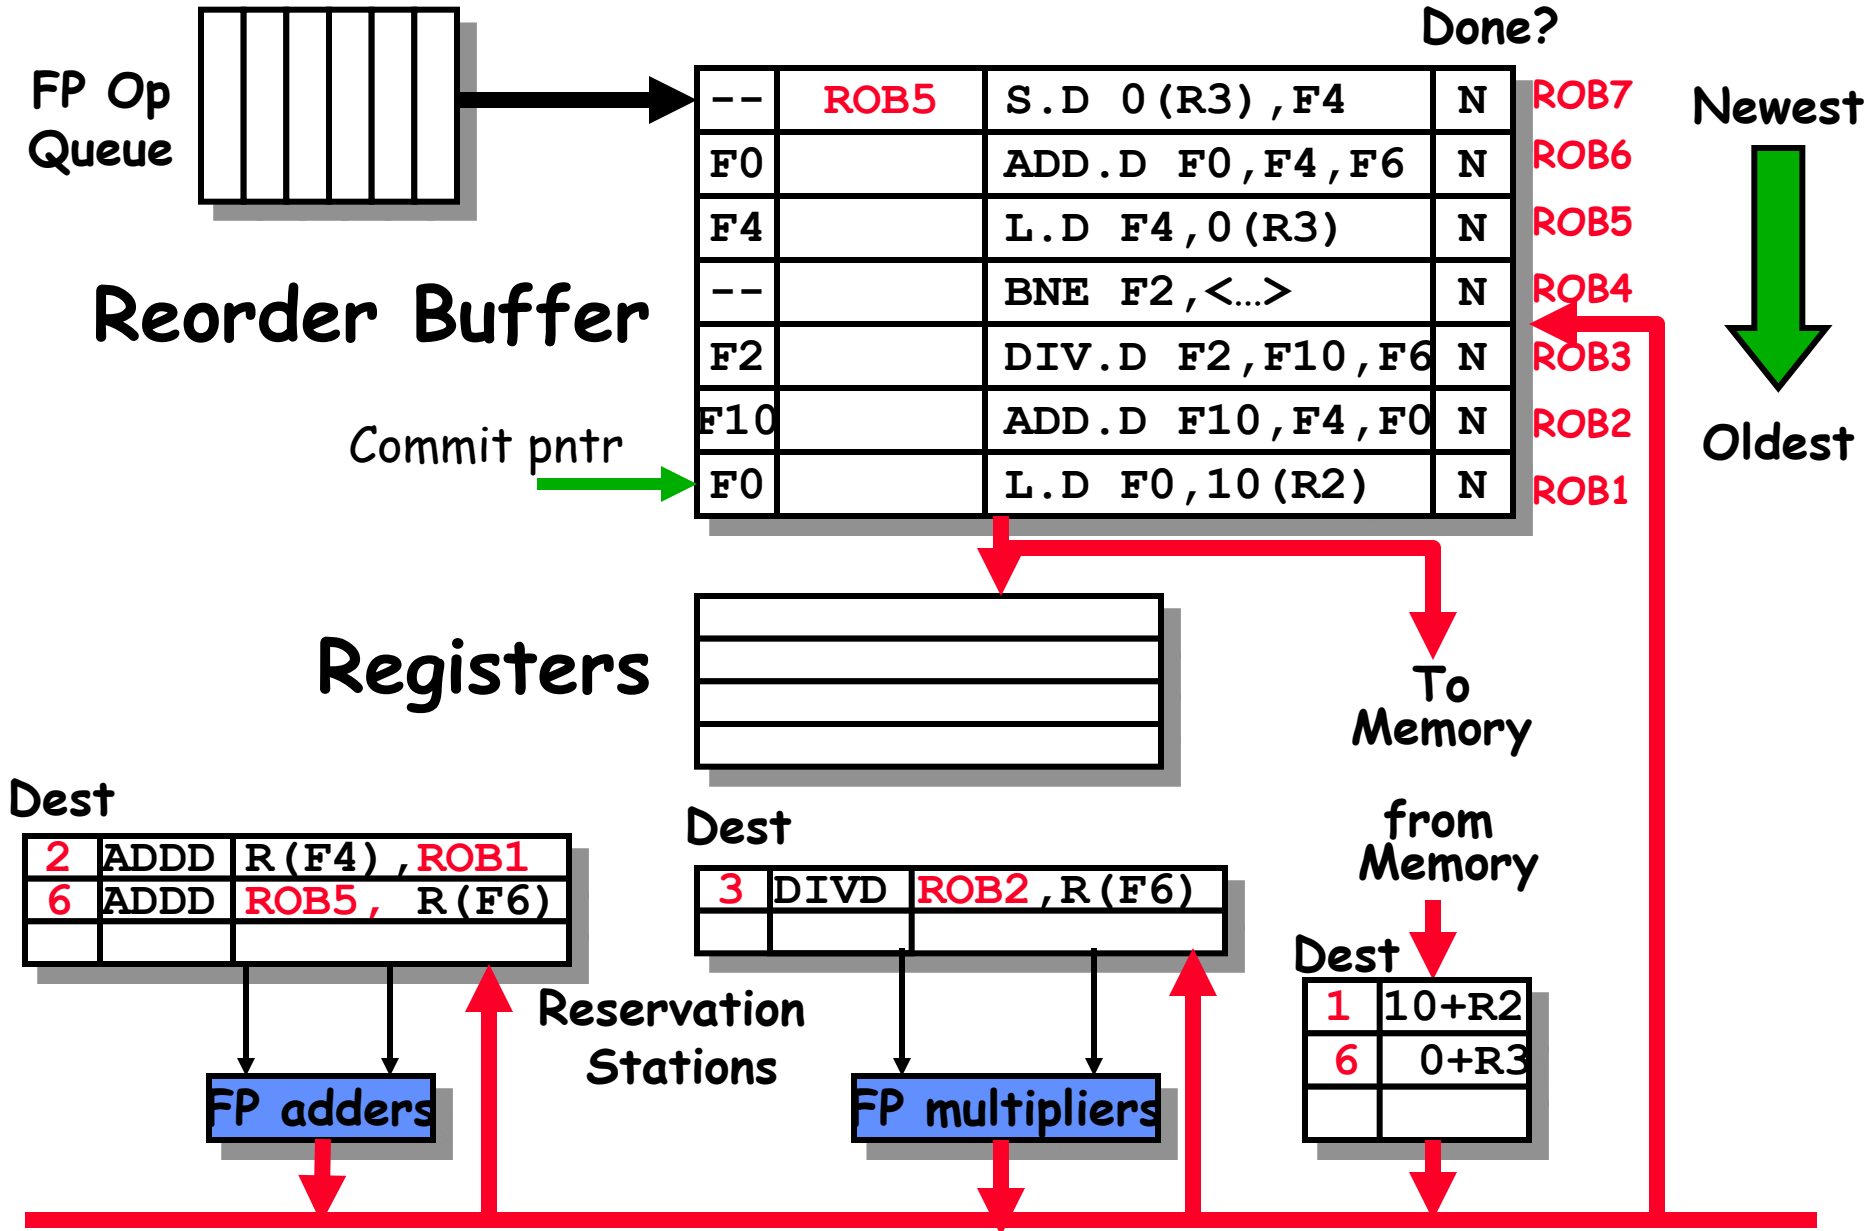 Done?
FP Op
Queue
-- ROB5 S.D 0(R3),F4 N ROB7
F0 ADD.D F0,F4,F6 N ROB6
F4 L.D F4,0(R3) N ROB5
-- BNE F2,<…> N ROB4
F2 DIV.D F2,F10,F6 N ROB3
F10 ADD.D F10,F4,F0 N ROB2
F0 L.D F0,10(R2) N ROB1
Newest
Oldest
Reorder Buffer
Commit pntr
Registers
To
Memory
from
Memory
Dest
2 ADDD R(F4),ROB1
6 ADDD ROB5, R(F6)
Dest
3 DIVD ROB2,R(F6)
Dest
1 10+R2
6 0+R3
Reservation
Stations
FP adders
FP multipliers